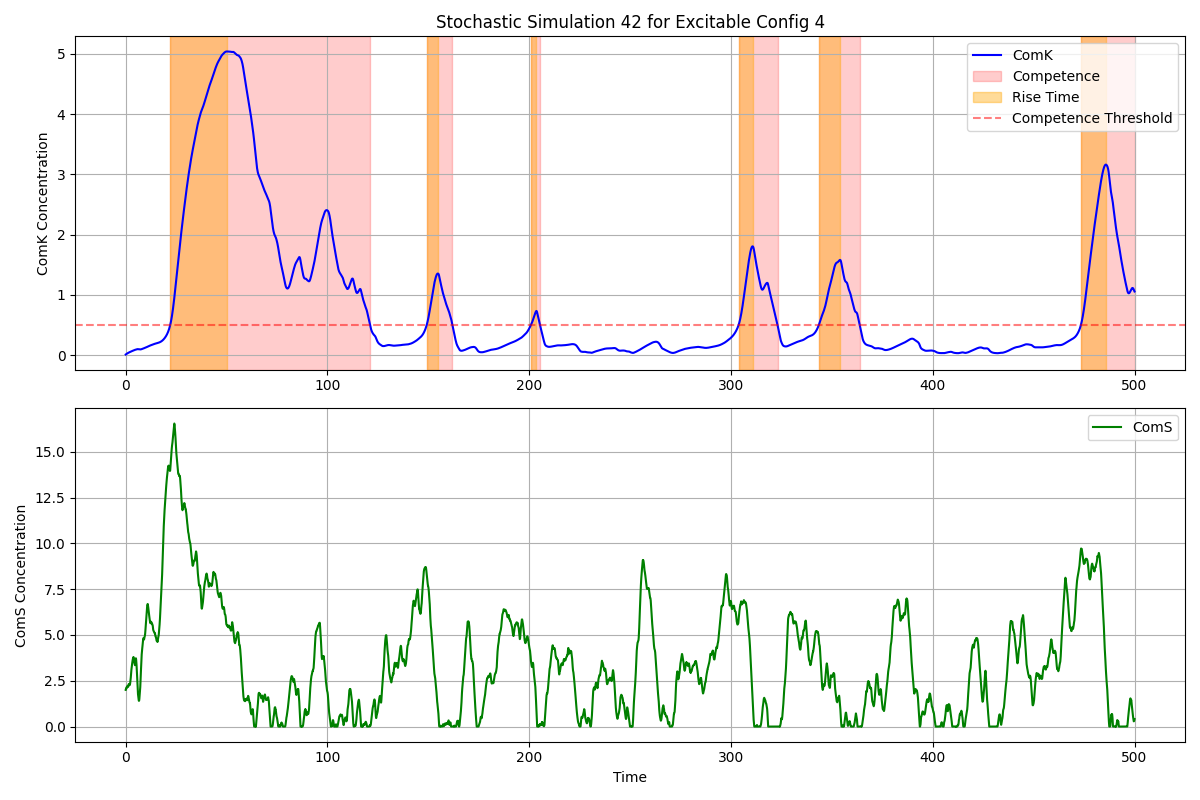 Stochastic Simulation 42 for Excitable Config 4
ComK Concentration
5
4
3
2
1
0
ComK
Competence
Rise Time
Competence Threshold
0 100 200 300 400 500
ComS Concentration
15.0
12.5
10.0
7.5
5.0
2.5
0.0
ComS
0 100 200 300 400 500
Time